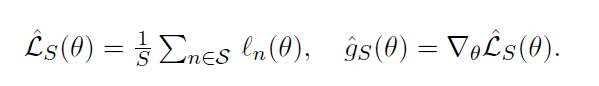 $\hat{\mathcal{L}}_S(\theta) = \frac{1}{S} \sum_{n \in \mathcal{S}} \ell_n(\theta), \quad \hat{g}_S(\theta) = \nabla_\theta \hat{\mathcal{L}}_S(\theta).$